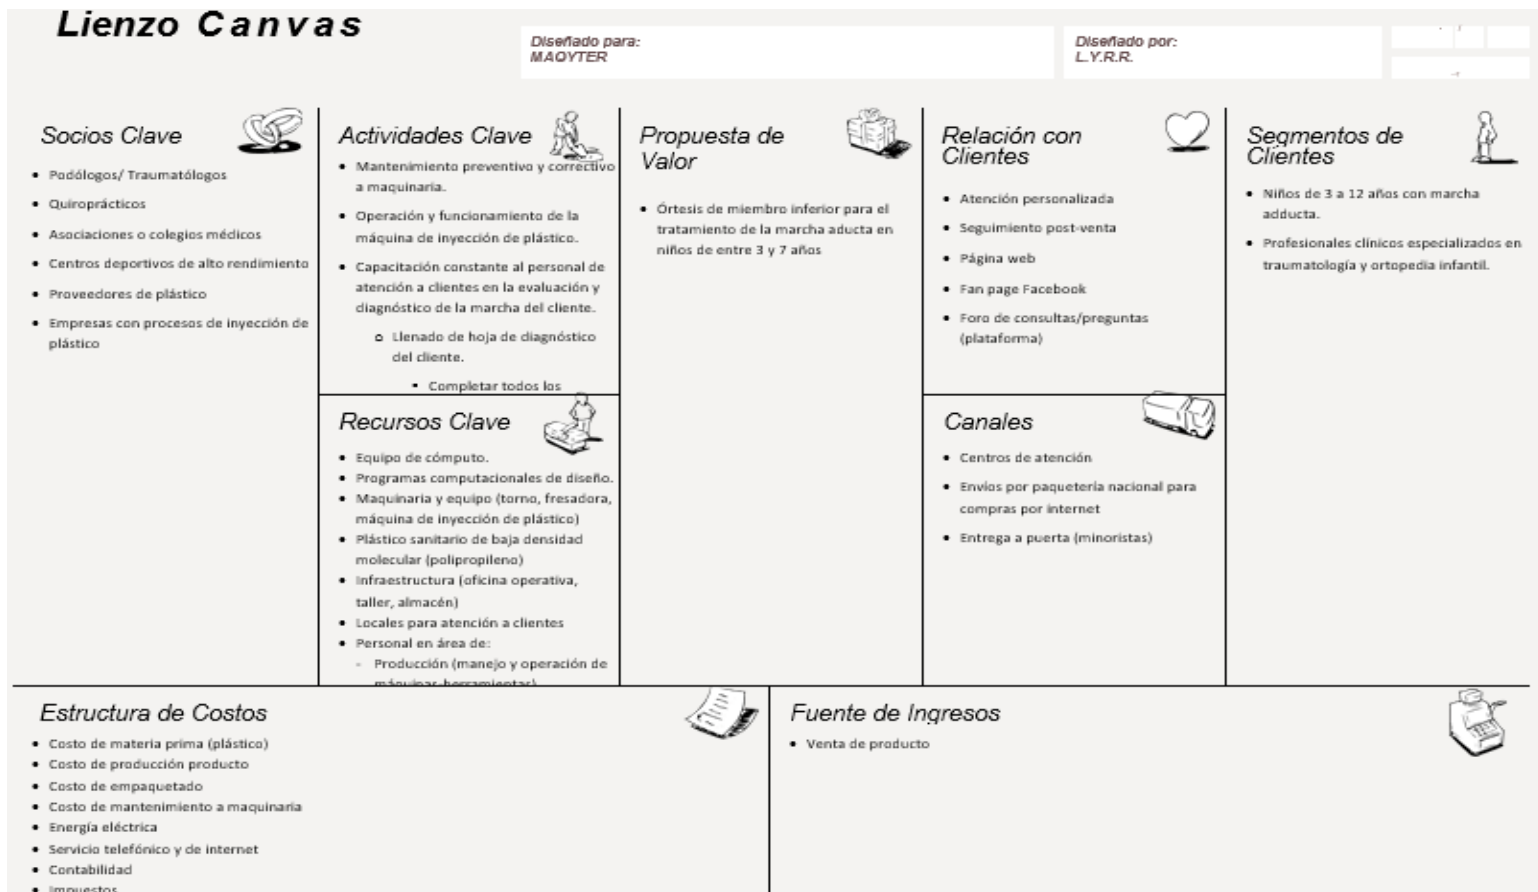 Lienzo Canvas
Diseñado para:
MAQYTER
Diseñado por:
L.Y.R.R.
Socios Clave
• Podólogos/ Traumatólogos
• Quiroprácticos
• Asociaciones o colegios médicos
• Centros deportivos de alto rendimiento
• Proveedores de plástico
• Empresas con procesos de inyección de
plástico
Actividades Clave
• Mantenimiento preventivo y correctivo
a maquinaria.
• Operación y funcionamiento de la
máquina de inyección de plástico.
• Capacitación constante al personal de
atención a clientes en la evaluación y
diagnóstico de la marcha del cliente.
o Llenado de hoja de diagnóstico
del cliente.
▪ Completar todos los
Recursos Clave
• Equipo de cómputo.
• Programas computacionales de diseño.
• Maquinaria y equipo (torno, fresadora,
máquina de inyección de plástico)
• Plástico sanitario de baja densidad
molecular (polipropileno)
• Infraestructura (oficina operativa,
taller, almacén)
• Locales para atención a clientes
• Personal en área de:
- Producción (manejo y operación de
máquinas-herramientas)
Propuesta de
Valor
• Órtesis de miembro inferior para el
tratamiento de la marcha aducta en
niños de entre 3 y 7 años
Relación con
Clientes
• Atención personalizada
• Seguimiento post-venta
• Página web
• Fan page Facebook
• Foro de consultas/preguntas
(plataforma)
Canales
• Centros de atención
• Envíos por paquetería nacional para
compras por internet
• Entrega a puerta (minoristas)
Segmentos de
Clientes
• Niños de 3 a 12 años con marcha
adducta.
• Profesionales clínicos especializados en
traumatología y ortopedia infantil.
Estructura de Costos
• Costo de materia prima (plástico)
• Costo de producción producto
• Costo de empaquetado
• Costo de mantenimiento a maquinaria
• Energía eléctrica
• Servicio telefónico y de internet
• Contabilidad
• Impuestos
Fuente de Ingresos
• Venta de producto